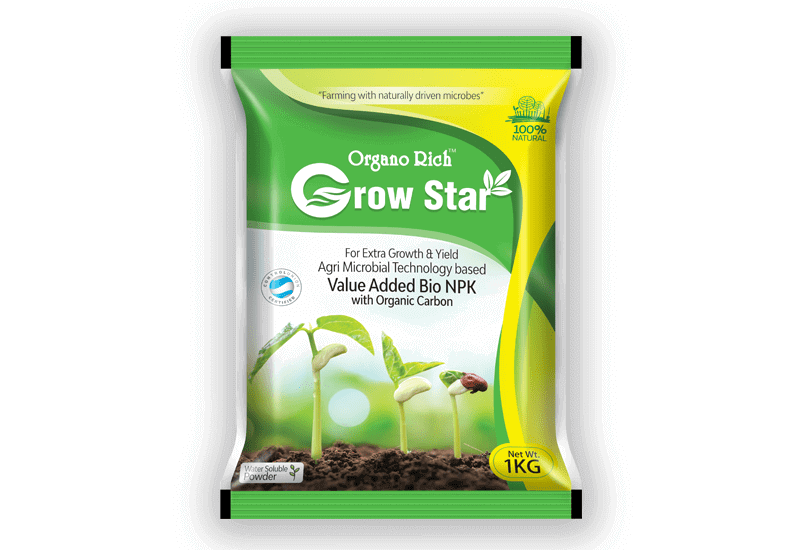 "Farming with naturally driven microbes"
100%
NATURAL
Organo Rich™
Grow Star
For Extra Growth & Yield
Agri Microbial Technology based
Value Added Bio NPK
with Organic Carbon
CERTIFIED
Water Soluble
Powder
Net Wt.
1KG